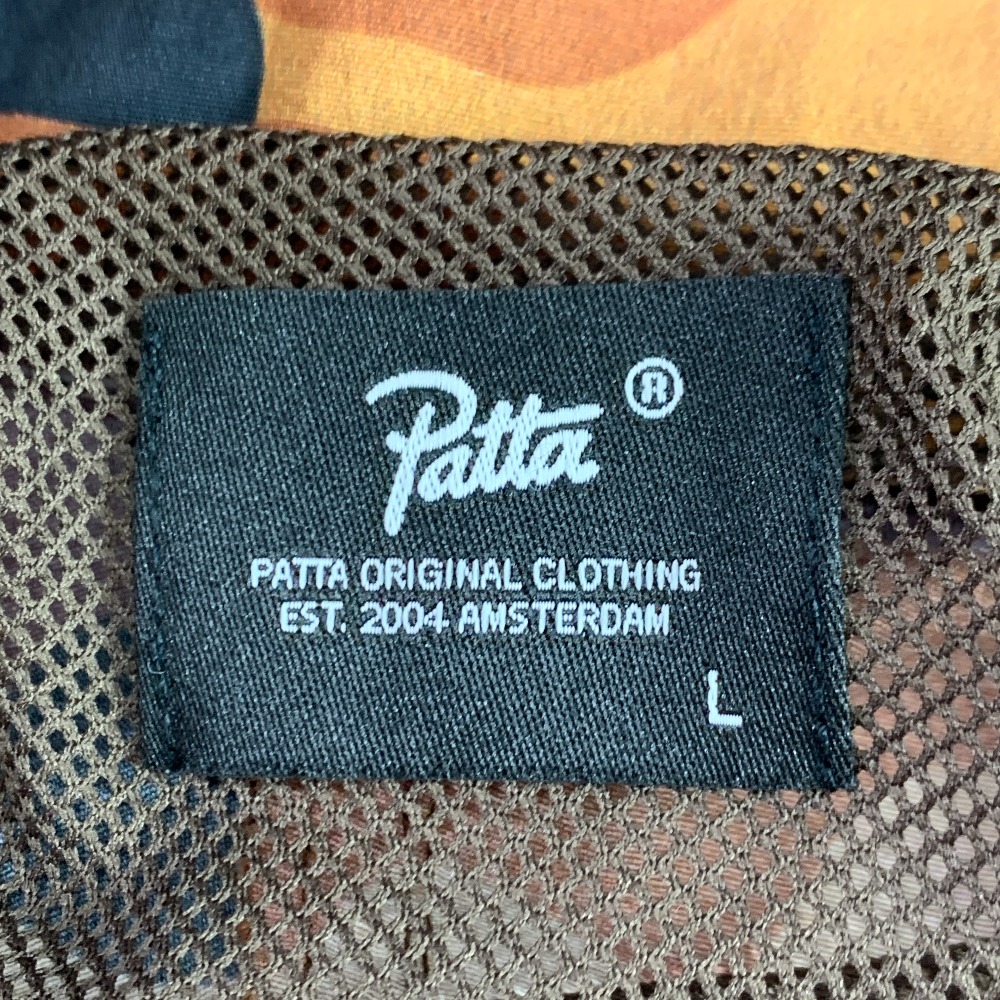 Patta ®
PATTA ORIGINAL CLOTHING
EST. 2004 AMSTERDAM
L